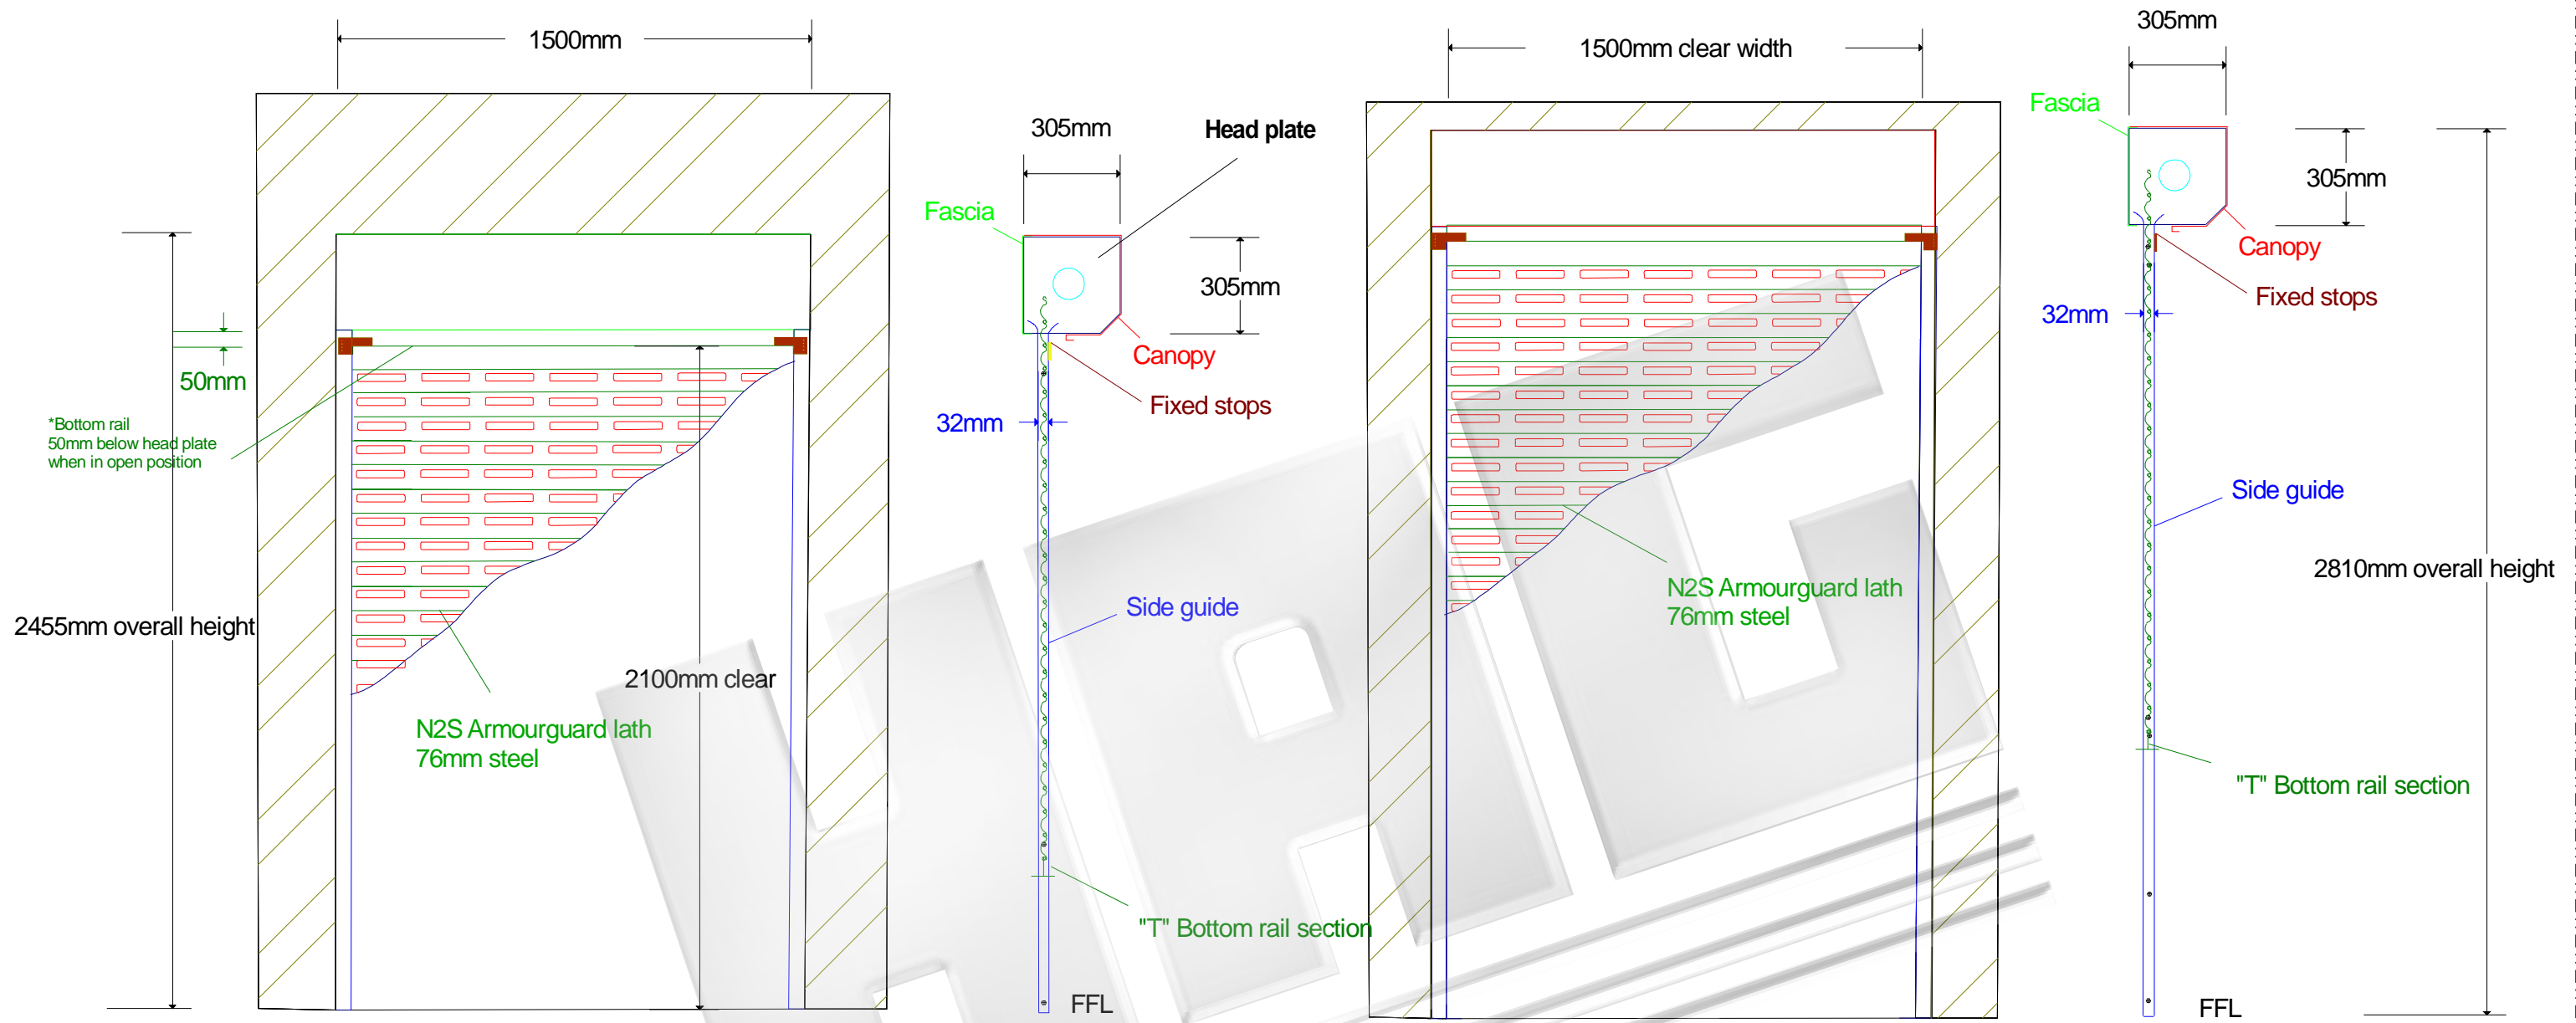 1500mm
305mm
Head plate
Fascia
305mm
Canopy
Fixed stops
32mm
50mm
*Bottom rail
50mm below head plate
when in open position
2455mm overall height
2100mm clear
N2S Armourguard lath
76mm steel
Side guide
"T" Bottom rail section
FFL
1500mm clear width
305mm
Fascia
305mm
Canopy
Fixed stops
32mm
Side guide
N2S Armourguard lath
76mm steel
2810mm overall height
"T" Bottom rail section
FFL